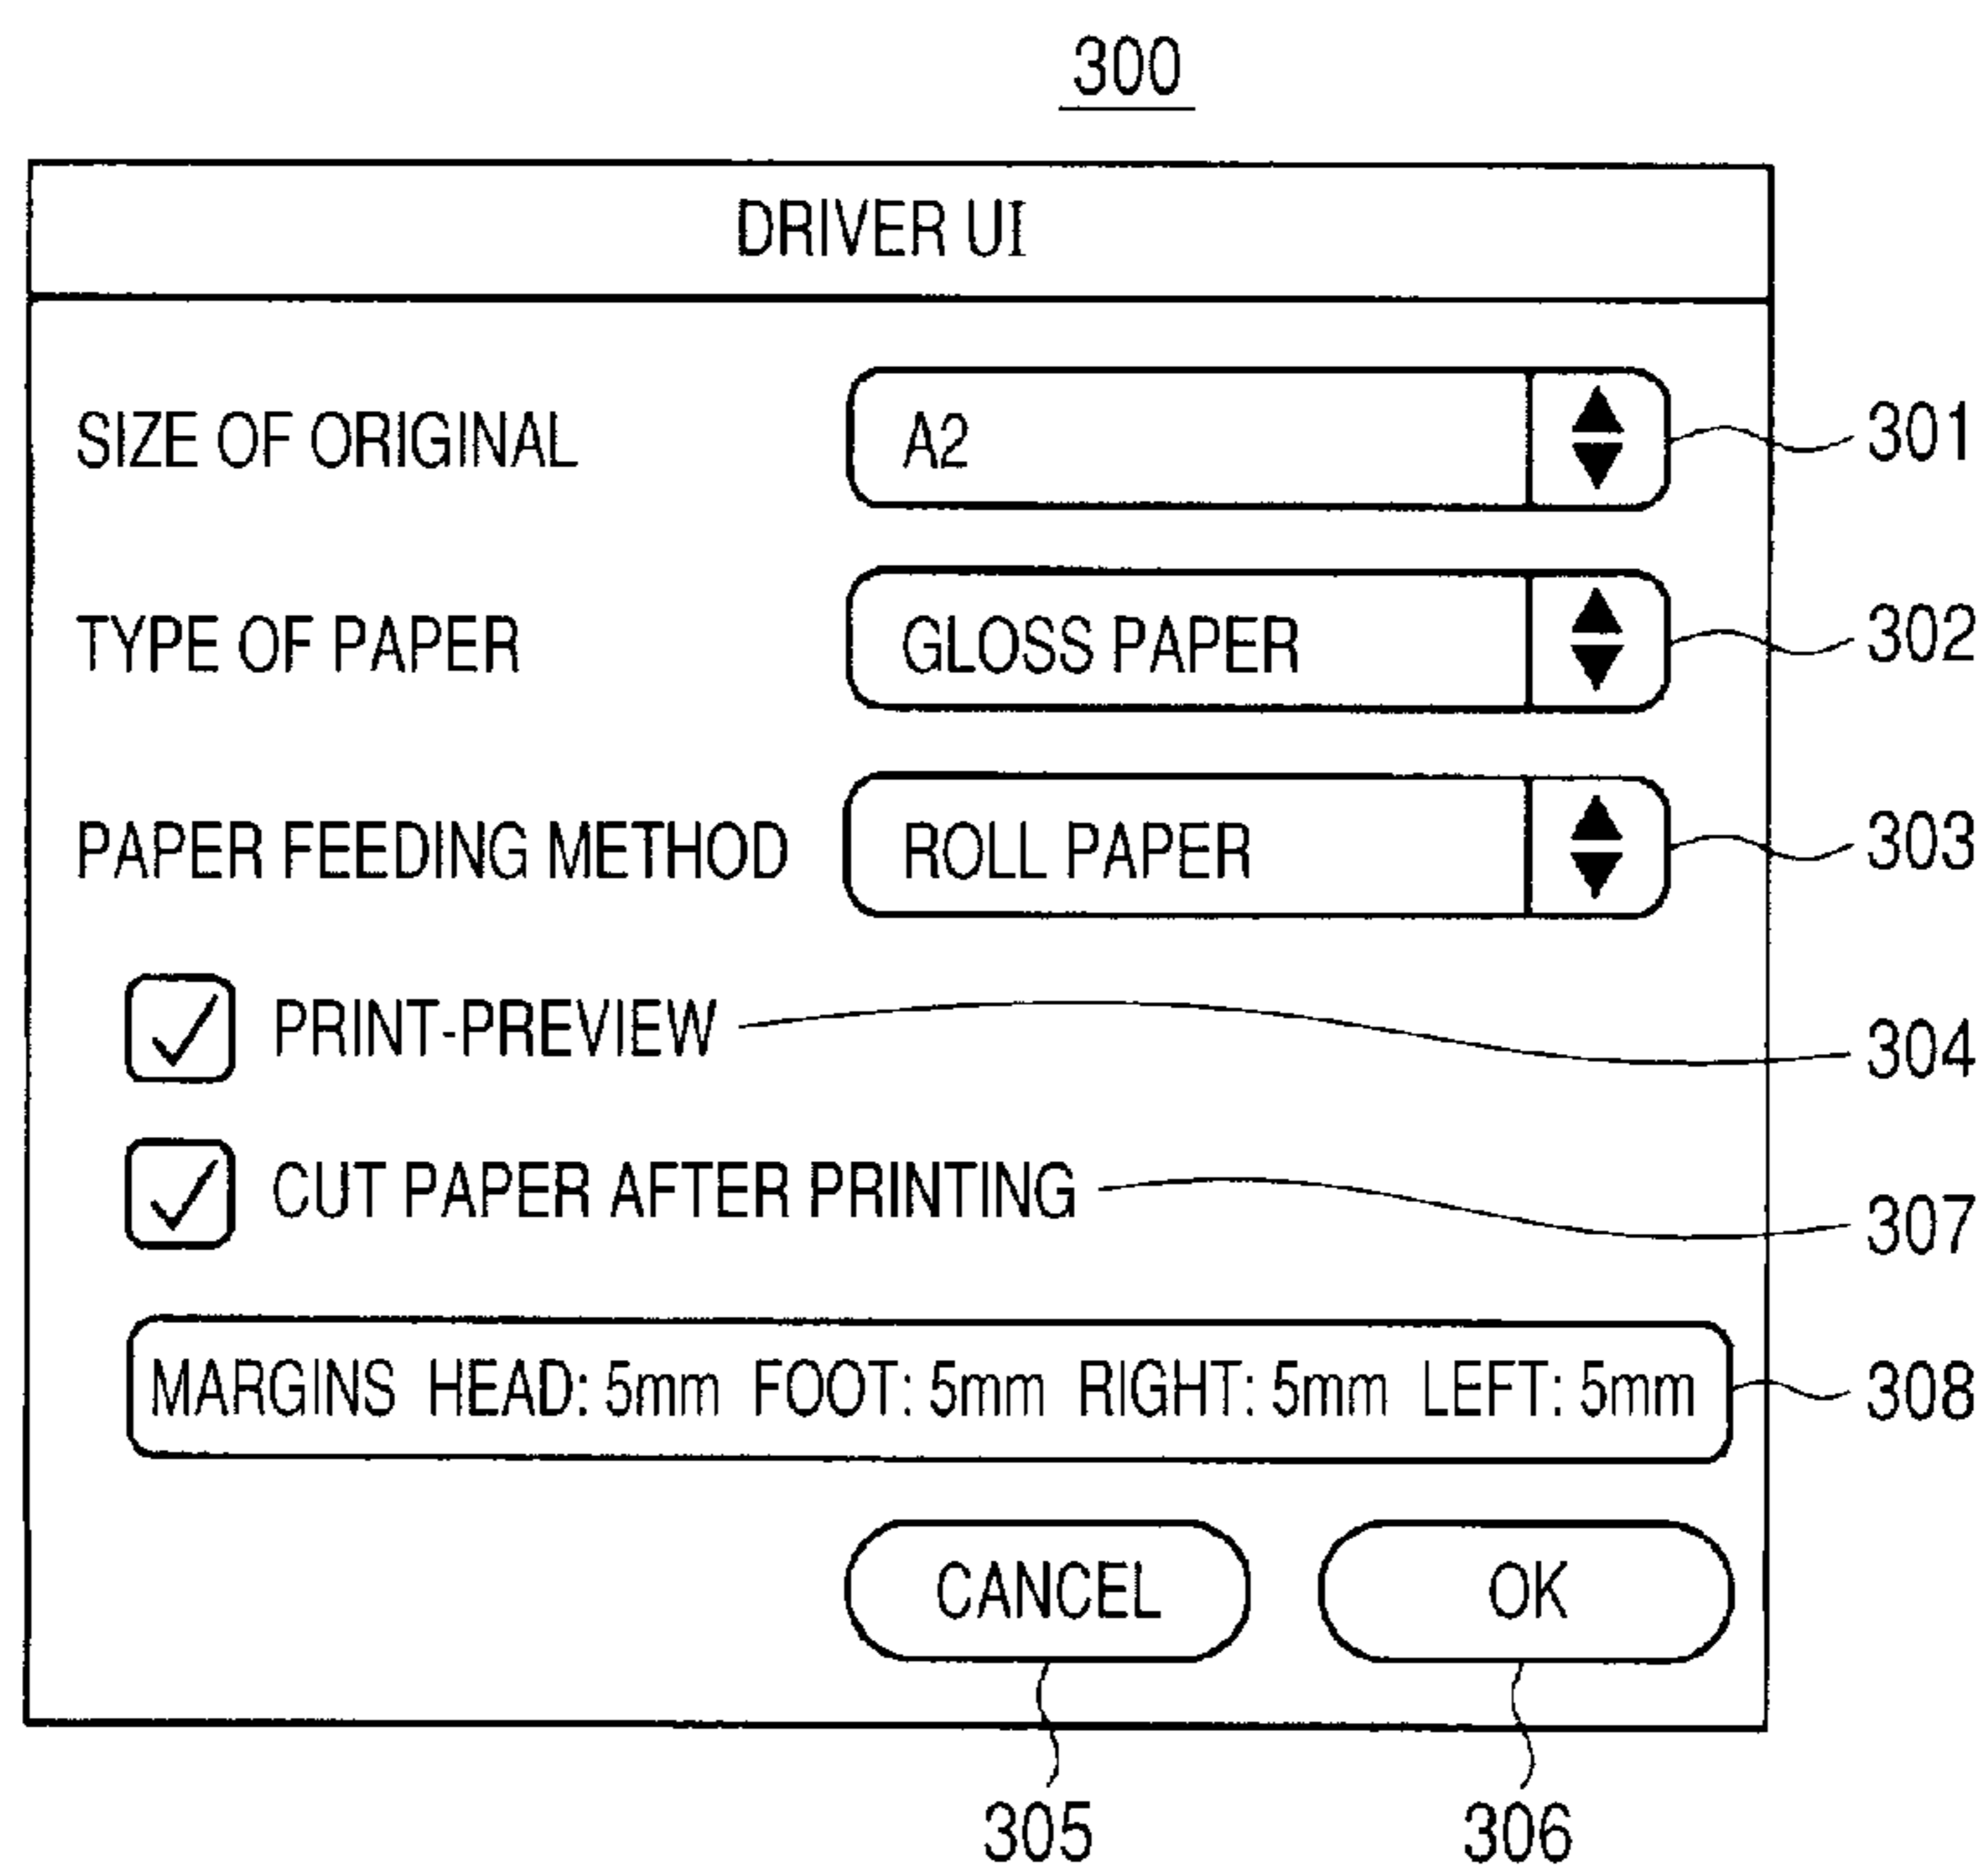 300
DRIVER UI
SIZE OF ORIGINAL A2 301
TYPE OF PAPER GLOSS PAPER 302
PAPER FEEDING METHOD ROLL PAPER 303
PRINT-PREVIEW 304
CUT PAPER AFTER PRINTING 307
MARGINS HEAD: 5mm FOOT: 5mm RIGHT: 5mm LEFT: 5mm 308
CANCEL OK
305 306